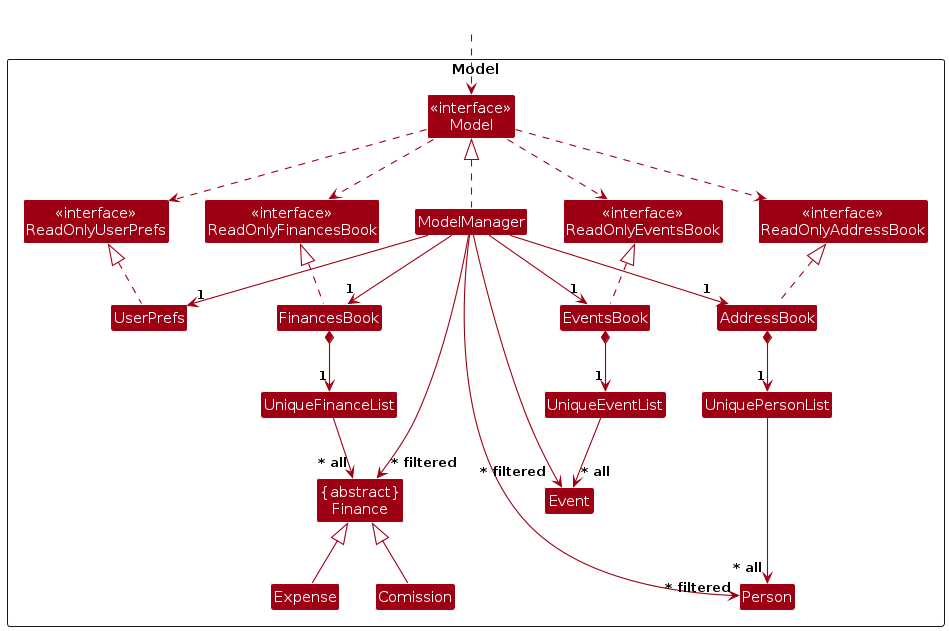 Model
«interface»
Model
«interface»
ReadOnlyUserPrefs
«interface»
ReadOnlyFinancesBook
ModelManager
«interface»
ReadOnlyEventsBook
«interface»
ReadOnlyAddressBook
1
1
1
1
UserPrefs
FinancesBook
EventsBook
AddressBook
1
1
1
UniqueFinanceList
UniqueEventList
UniquePersonList
* all
* filtered
* filtered
* all
{abstract}
Finance
Event
* all
* filtered
Expense
Comission
Person